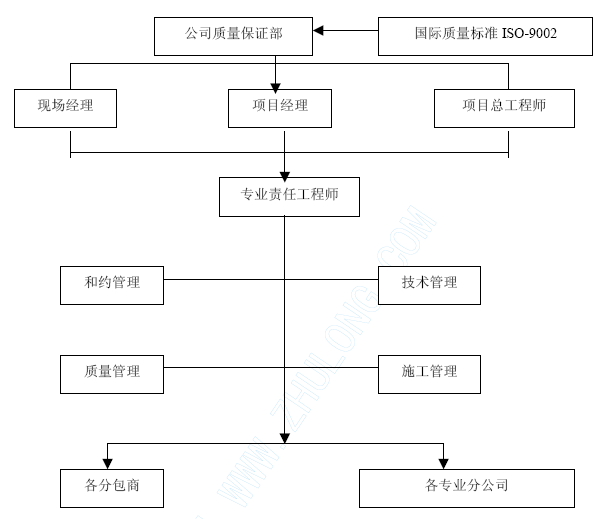 公司质量保证部
国际质量标准 ISO-9002
现场经理
项目经理
项目总工程师
专业责任工程师
和约管理
技术管理
质量管理
施工管理
各分包商
各专业分公司
WWW.ZHULONG.COM